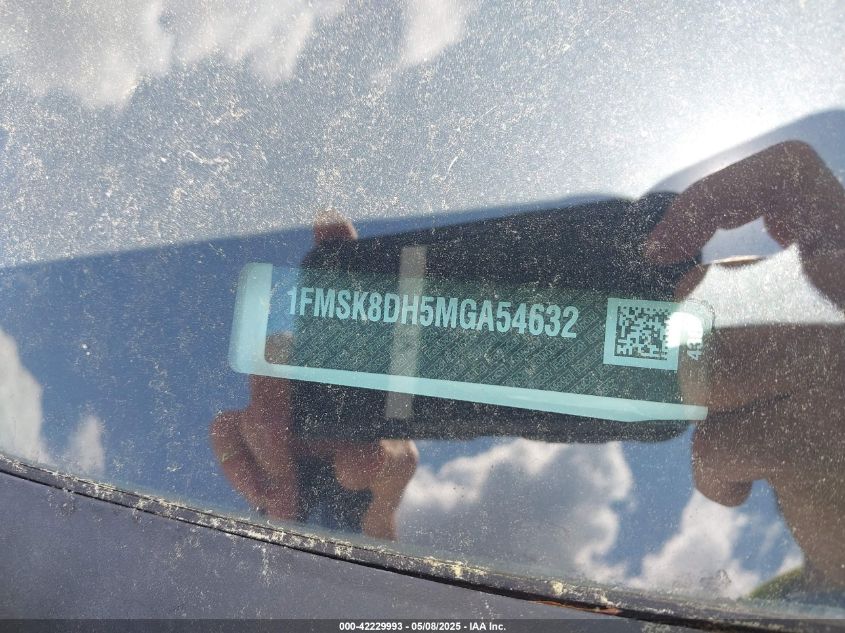 1FMSK8DH5MGA54632
000-42229993 - 05/08/2025 - IAA Inc.